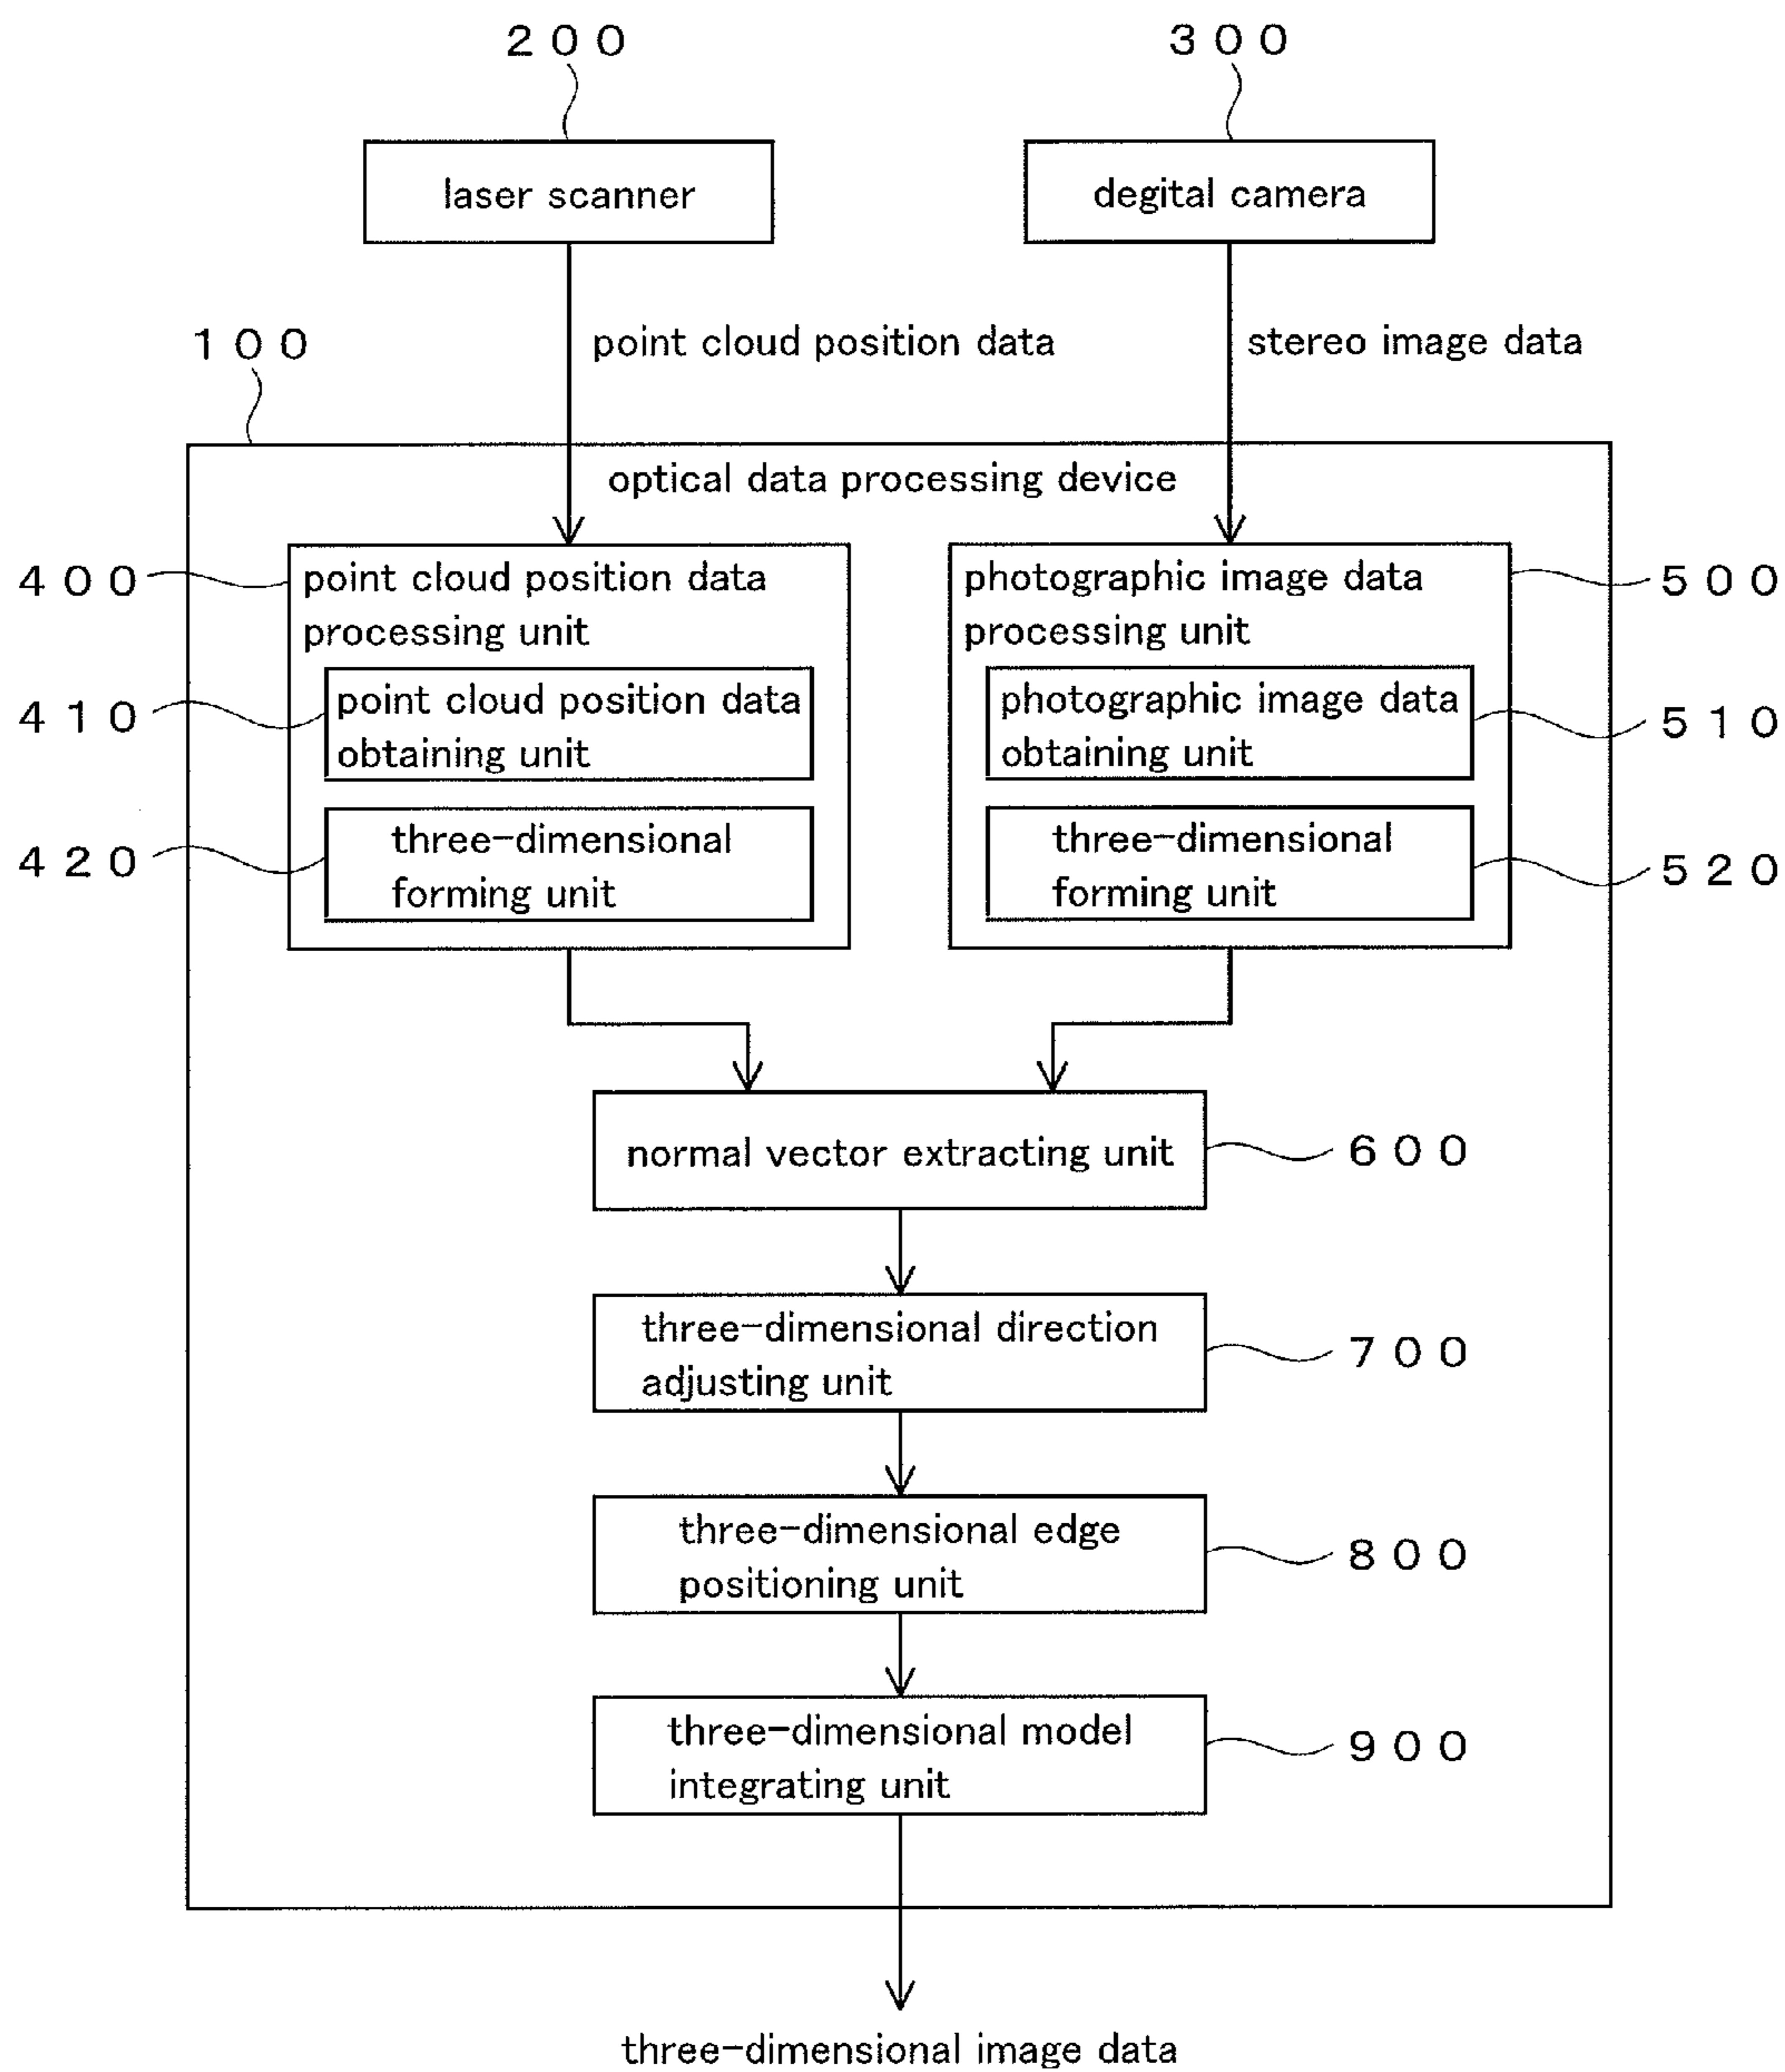 200
300
laser scanner
degital camera
100
point cloud position data
stereo image data
optical data processing device
400
point cloud position data
processing unit
410
point cloud position data
obtaining unit
420
three-dimensional
forming unit
photographic image data
processing unit
500
photographic image data
obtaining unit
510
three-dimensional
forming unit
520
normal vector extracting unit
600
three-dimensional direction
adjusting unit
700
three-dimensional edge
positioning unit
800
three-dimensional model
integrating unit
900
three-dimensional image data